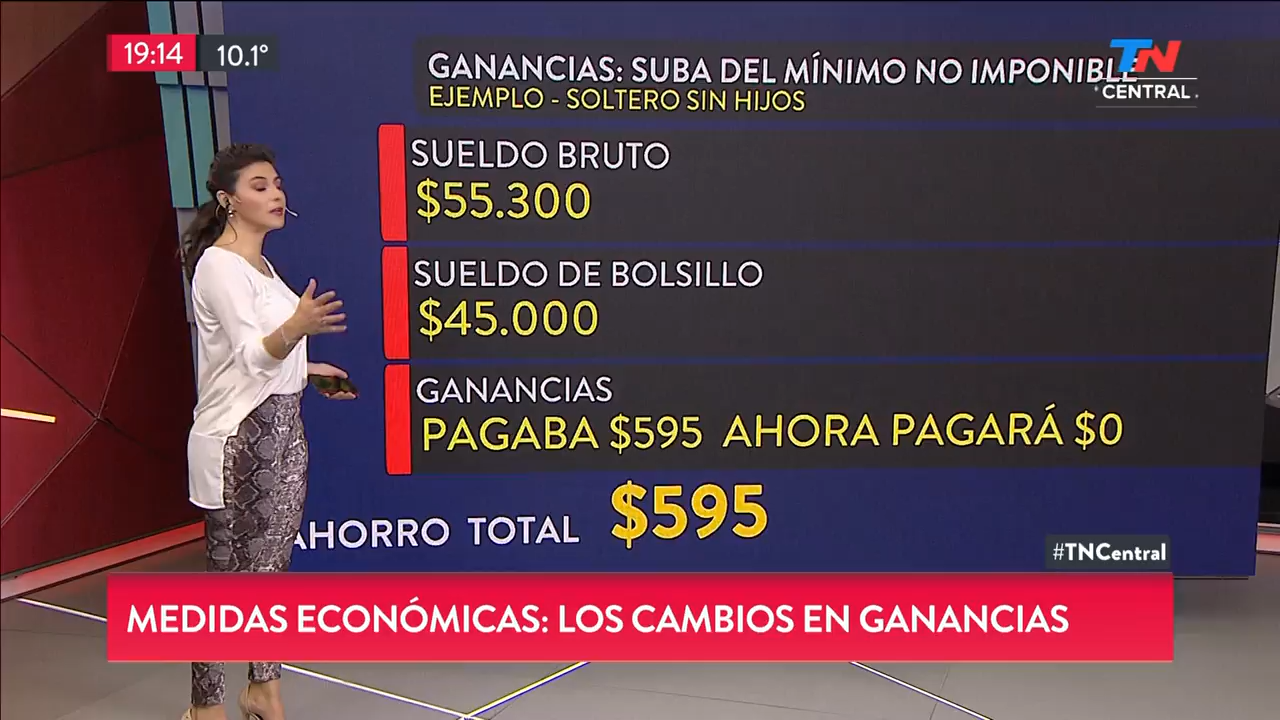 19:14 10.1°
GANANCIAS: SUBA DEL MÍNIMO NO IMPONIBLE
EJEMPLO - SOLTERO SIN HIJOS
TN
CENTRAL
SUELDO BRUTO
$55.300
SUELDO DE BOLSILLO
$45.000
GANANCIAS
PAGABA $595 AHORA PAGARÁ $0
AHORRO TOTAL $595
#TNCentral
MEDIDAS ECONÓMICAS: LOS CAMBIOS EN GANANCIAS